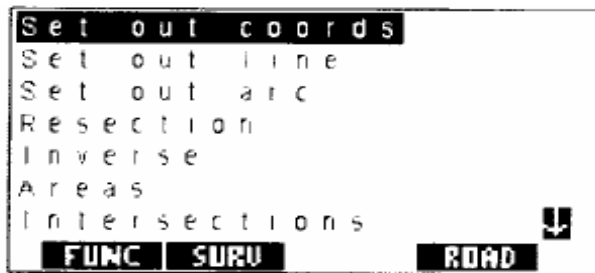 Set out coords
Set out line
Set out arc
Resection
Inverse
Areas
Intersections
FUNC SURV ROAD